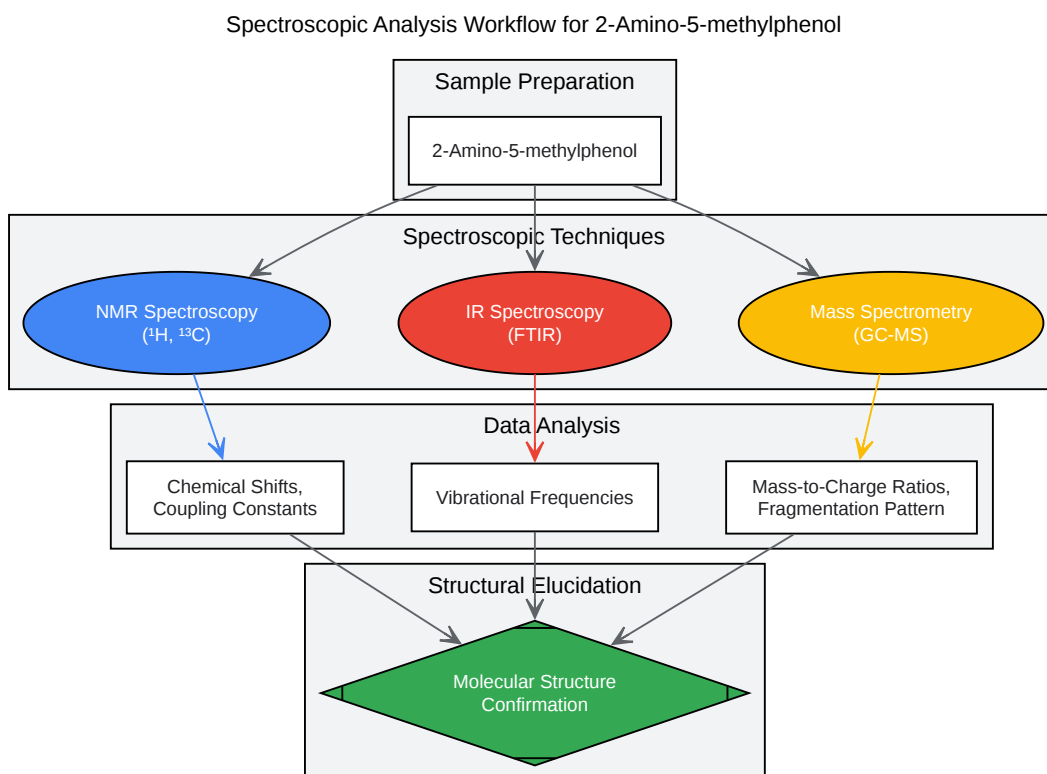 Spectroscopic Analysis Workflow for 2-Amino-5-methylphenol
Sample Preparation
2-Amino-5-methylphenol
Spectroscopic Techniques
NMR Spectroscopy
(¹H, ¹³C)
IR Spectroscopy
(FTIR)
Mass Spectrometry
(GC-MS)
Data Analysis
Chemical Shifts,
Coupling Constants
Vibrational Frequencies
Mass-to-Charge Ratios,
Fragmentation Pattern
Structural Elucidation
Molecular Structure
Confirmation